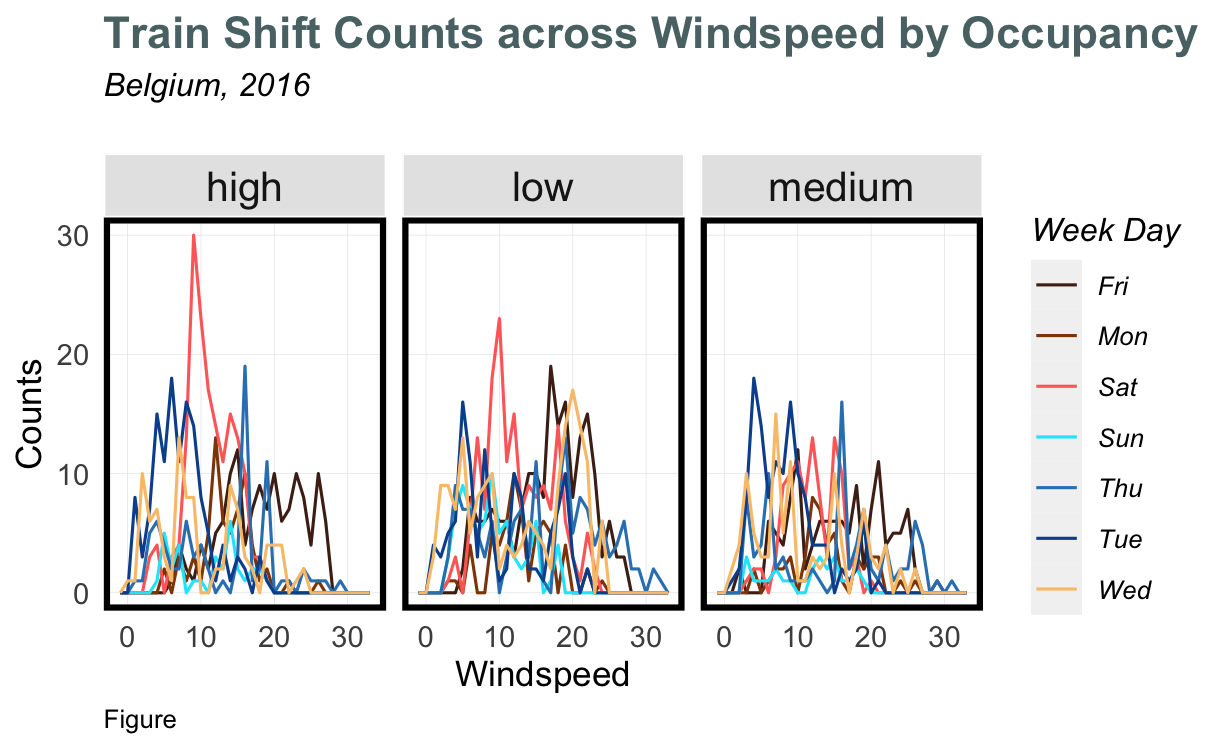 Train Shift Counts across Windspeed by Occupancy
Belgium, 2016
high low medium
Week Day
Fri
Mon
Sat
Sun
Thu
Tue
Wed
Counts
30
20
10
0
0 10 20 30 0 10 20 30 0 10 20 30
Windspeed
Figure